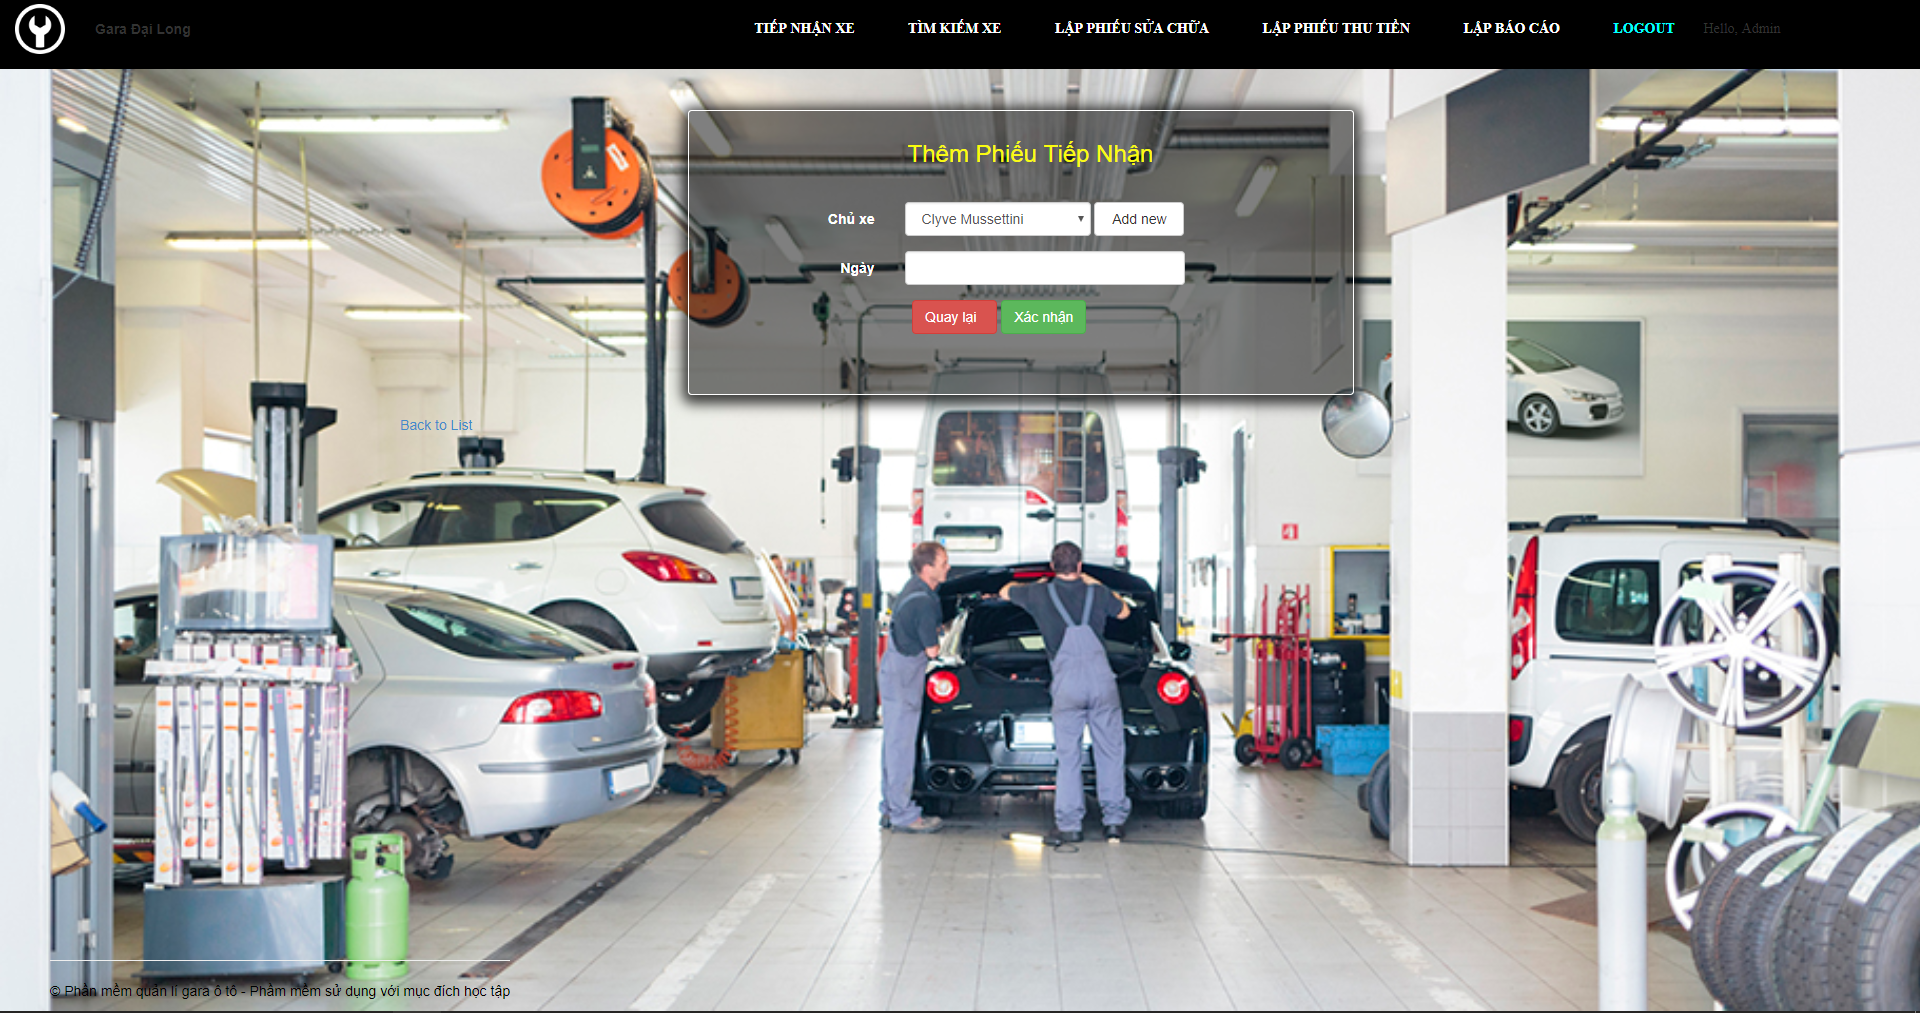 Gara Đại Long
TIẾP NHẬN XE TÌM KIẾM XE LẬP PHIẾU SỬA CHỮA LẬP PHIẾU THU TIỀN LẬP BÁO CÁO LOGOUT Hello, Admin
Thêm Phiếu Tiếp Nhận
Chủ xe Clyve Mussettini Add new
Ngày
Quay lại Xác nhận
Back to List
4
© Phần mềm quản lí gara ô tô - Phầm mềm sử dụng với mục đích học tập